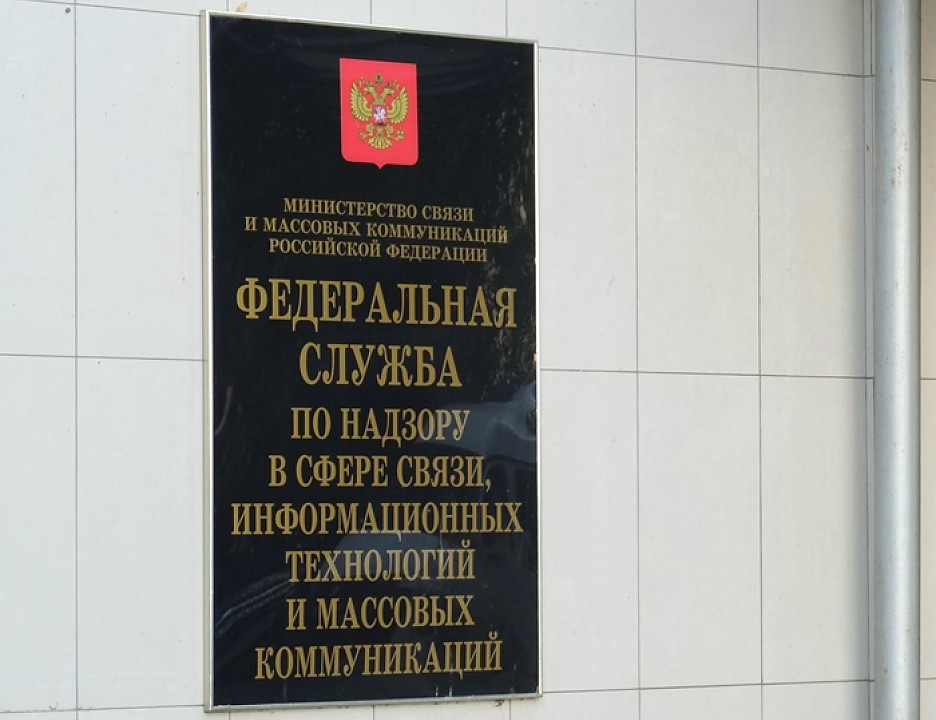 МИНИСТЕРСТВО СВЯЗИ
И МАССОВЫХ КОММУНИКАЦИЙ
РОССИЙСКОЙ ФЕДЕРАЦИИ
ФЕДЕРАЛЬНАЯ
СЛУЖБА
ПО НАДЗОРУ
В СФЕРЕ СВЯЗИ,
ИНФОРМАЦИОННЫХ
ТЕХНОЛОГИЙ
И МАССОВЫХ
КОММУНИКАЦИЙ